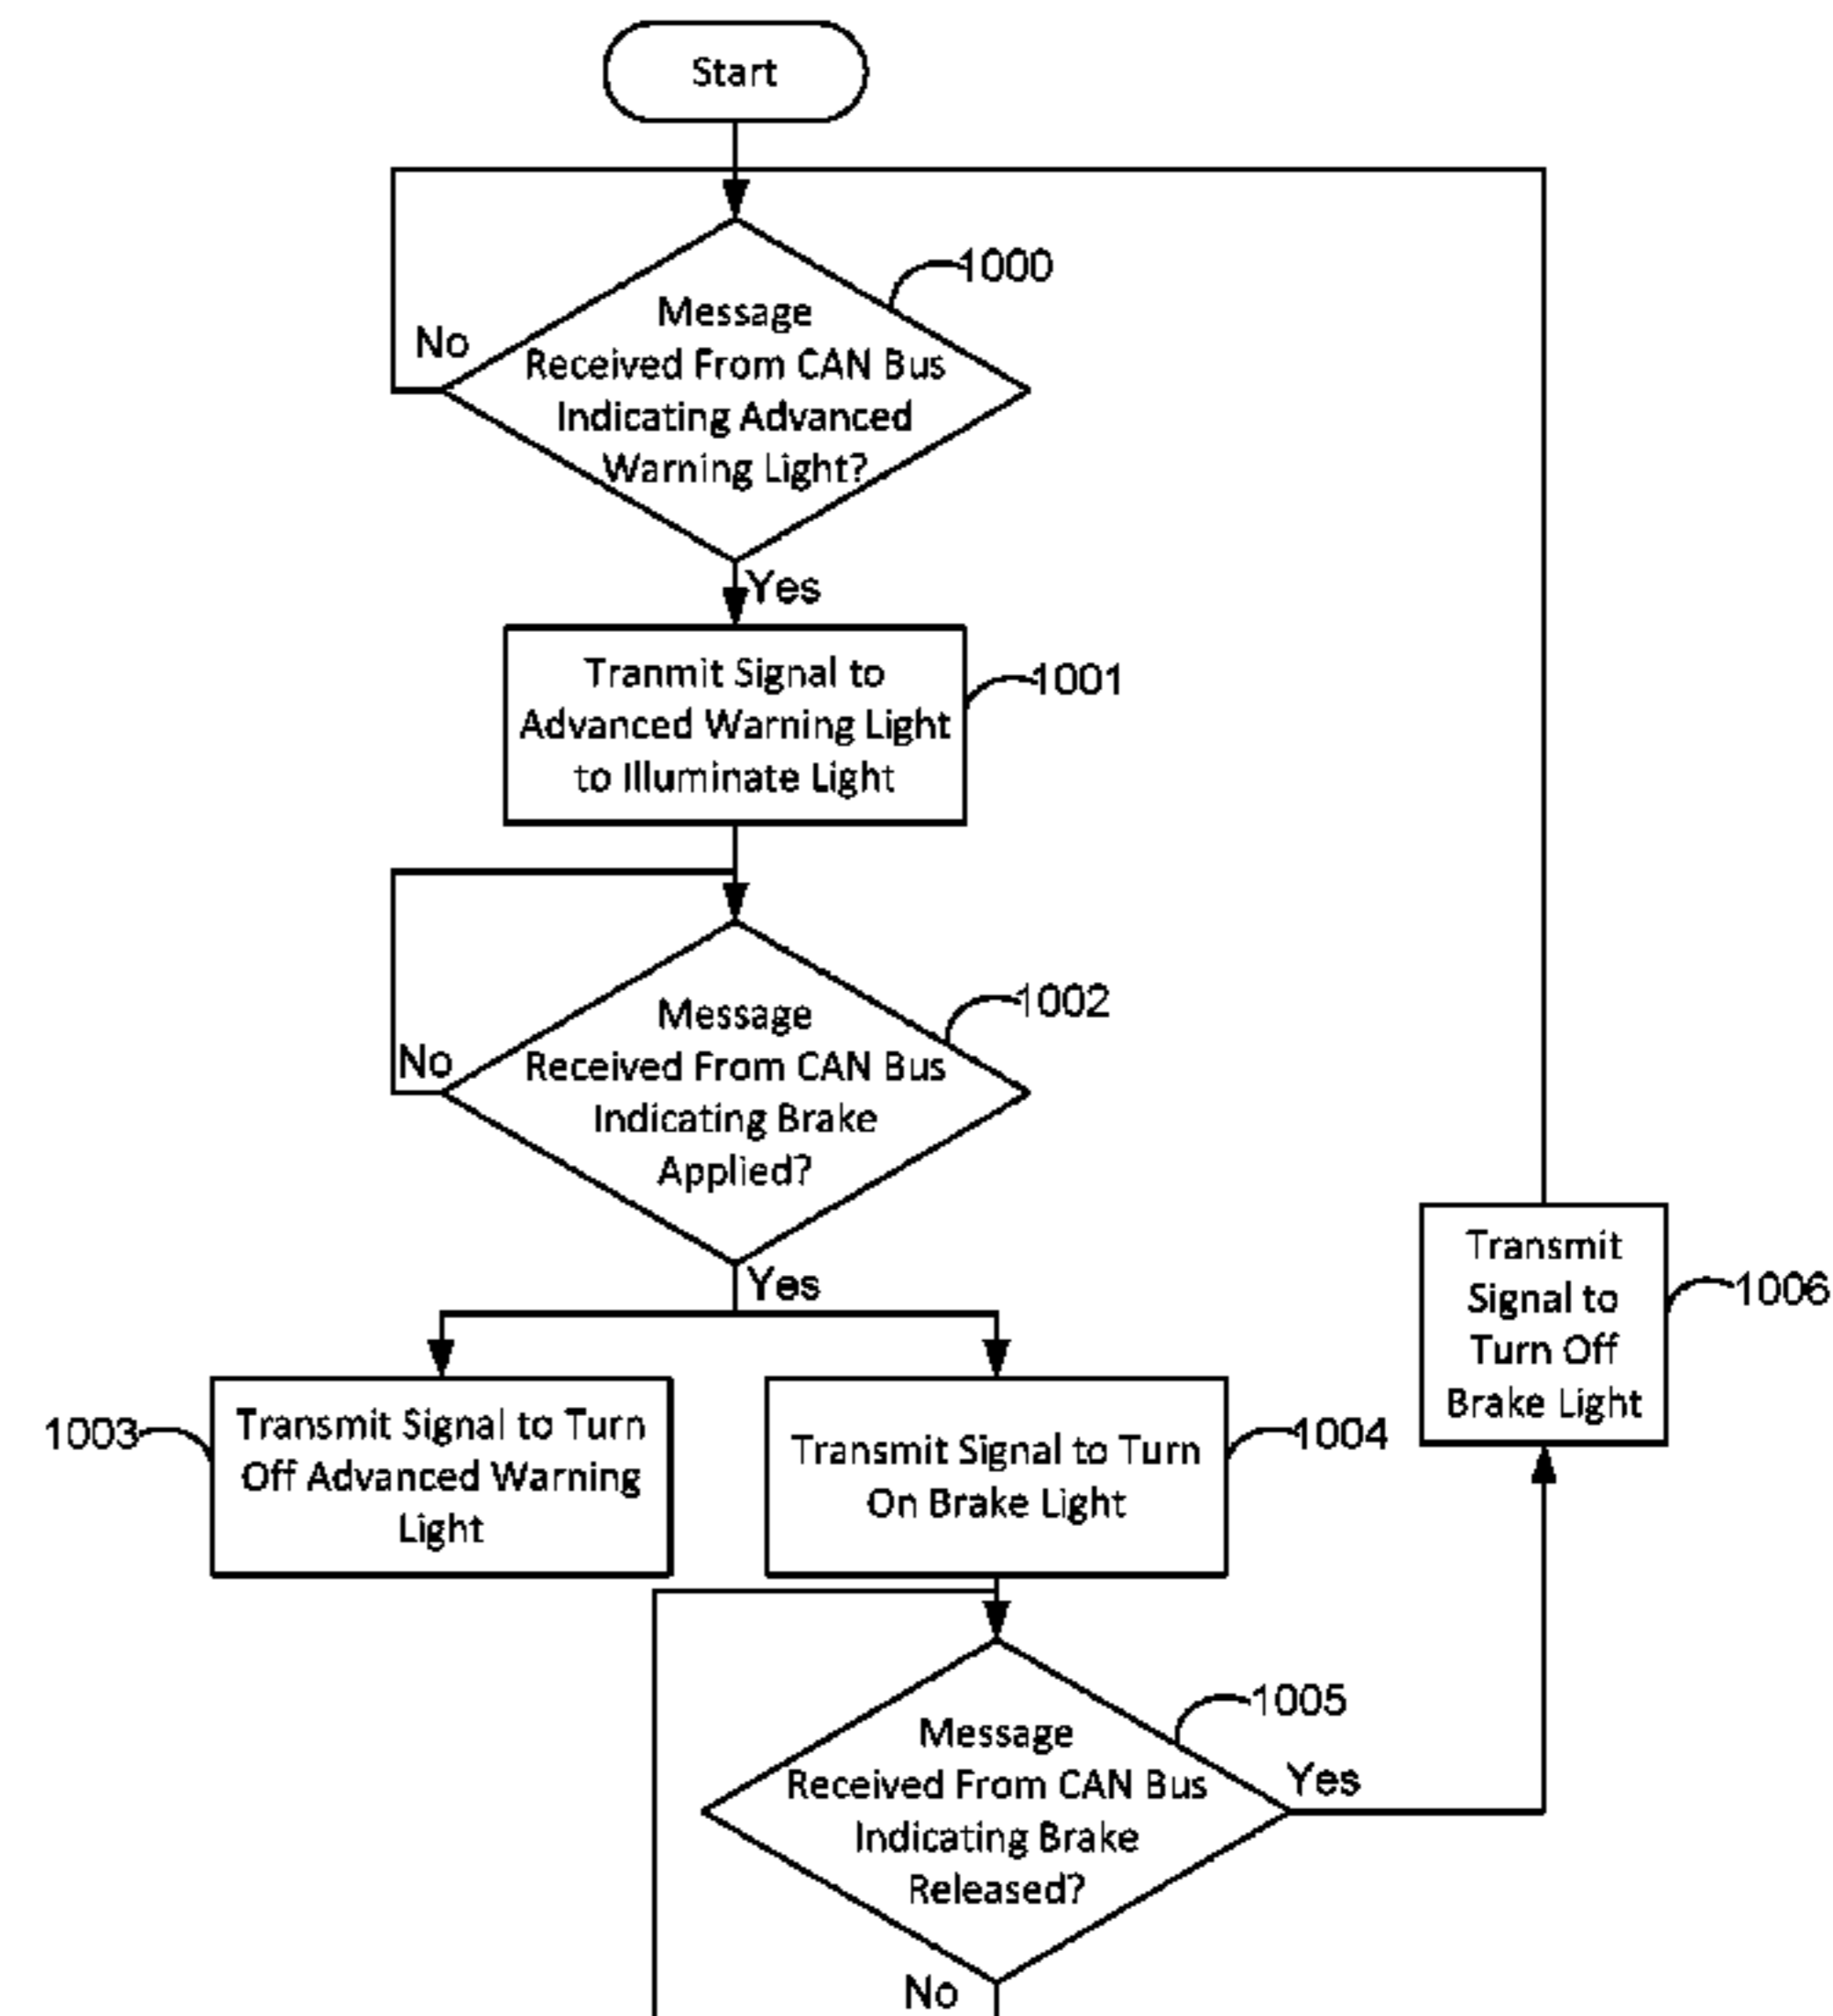 Start
1000
Message
Received From CAN Bus
Indicating Advanced
Warning Light?
No
Yes
Tranmit Signal to
Advanced Warning Light
to Illuminate Light
1001
1002
Message
Received From CAN Bus
Indicating Brake
Applied?
No
Yes
Transmit
Signal to
Turn Off
Brake Light
1006
1003
Transmit Signal to Turn
Off Advanced Warning
Light
Transmit Signal to Turn
On Brake Light
1004
1005
Message
Received From CAN Bus
Indicating Brake
Released?
Yes
No